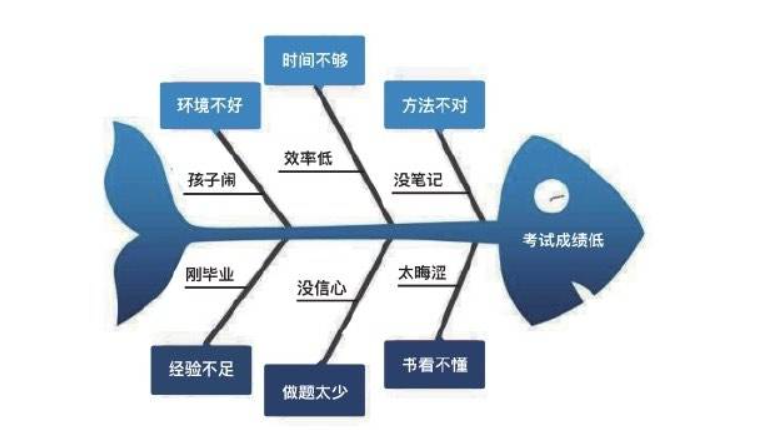 时间不够
环境不好
方法不对
效率低
孩子闹
没笔记
考试成绩低
刚毕业
没信心
太晦涩
经验不足
做题太少
书看不懂